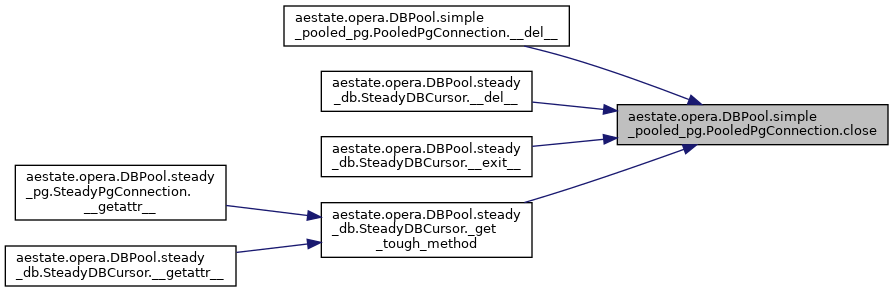 aestate.opera.DBPool.simple
_pooled_pg.PooledPgConnection.__del__
aestate.opera.DBPool.steady
_db.SteadyDBCursor.__del__
aestate.opera.DBPool.simple
_pooled_pg.PooledPgConnection.close
aestate.opera.DBPool.steady
_db.SteadyDBCursor.__exit__
aestate.opera.DBPool.steady
_pg.SteadyPgConnection.
__getattr__
aestate.opera.DBPool.steady
_db.SteadyDBCursor._get
_tough_method
aestate.opera.DBPool.steady
_db.SteadyDBCursor.__getattr__